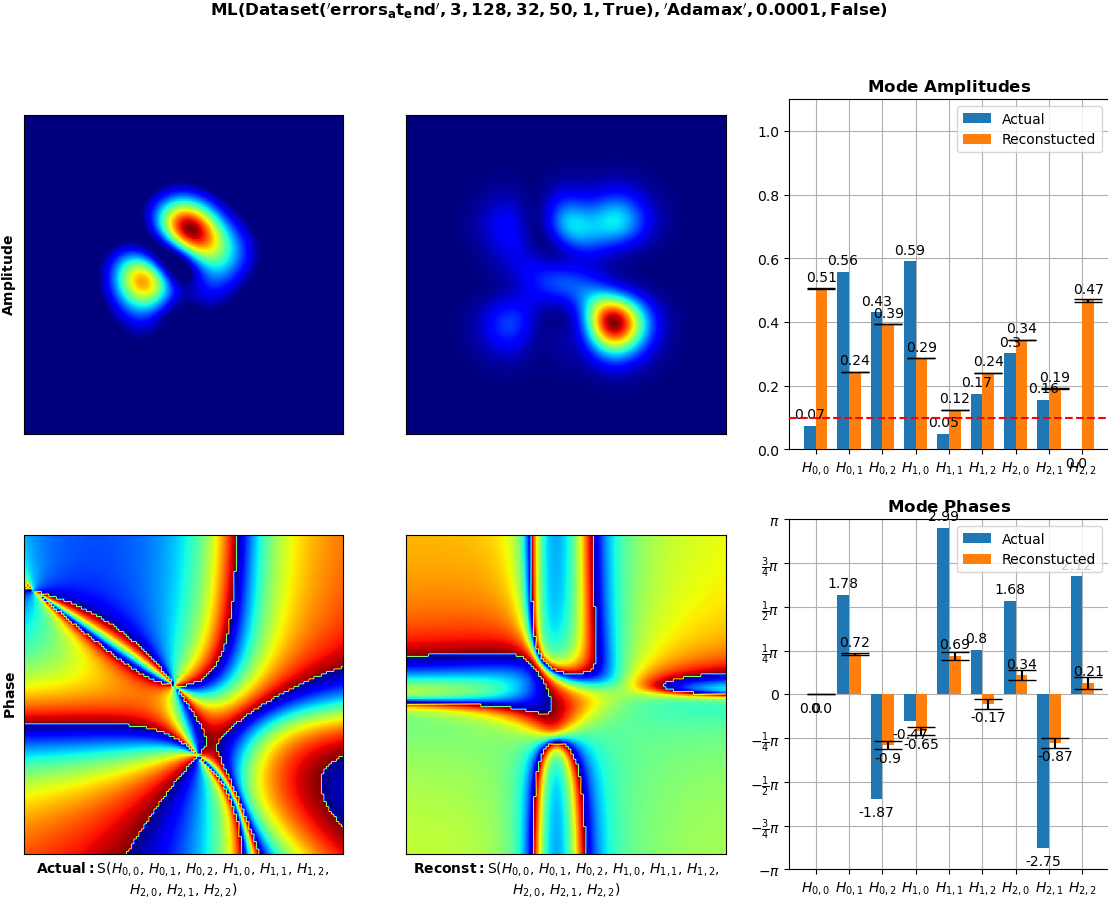 ML(Dataset('errors_at_end', 3, 128, 32, 50, 1, True), 'Adamax', 0.0001, False)
Amplitude
Mode Amplitudes
Actual
Reconstucted
1.0
0.8
0.6
0.4
0.2
0.0
0.07
0.51
0.56
0.24
0.43
0.39
0.59
0.29
0.05
0.12
0.17
0.24
0.3
0.34
0.16
0.19
0.0
0.47
H0,0 H0,1 H0,2 H1,0 H1,1 H1,2 H2,0 H2,1 H2,2
Phase
Mode Phases
Actual
Reconstucted
π
3/4π
1/2π
1/4π
0
−1/4π
−1/2π
−3/4π
−π
0.0
0.0
1.78
0.72
-1.87
-0.9
-0.47
-0.65
2.99
0.69
0.8
-0.17
1.68
0.34
-2.75
-0.87
2.12
0.21
H0,0 H0,1 H0,2 H1,0 H1,1 H1,2 H2,0 H2,1 H2,2
Actual: S(H0,0, H0,1, H0,2, H1,0, H1,1, H1,2,
H2,0, H2,1, H2,2)
Reconst: S(H0,0, H0,1, H0,2, H1,0, H1,1, H1,2,
H2,0, H2,1, H2,2)